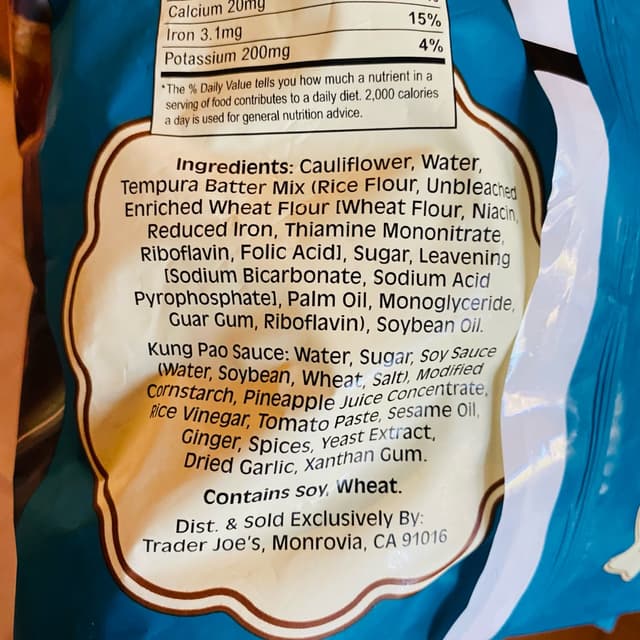 Calcium 20mg
Iron 3.1mg 15%
Potassium 200mg 4%
*The % Daily Value tells you how much a nutrient in a
serving of food contributes to a daily diet. 2,000 calories
a day is used for general nutrition advice.
Ingredients: Cauliflower, Water,
Tempura Batter Mix (Rice Flour, Unbleached
Enriched Wheat Flour [Wheat Flour, Niacin,
Reduced Iron, Thiamine Mononitrate,
Riboflavin, Folic Acid], Sugar, Leavening
[Sodium Bicarbonate, Sodium Acid
Pyrophosphate], Palm Oil, Monoglyceride,
Guar Gum, Riboflavin), Soybean Oil.
Kung Pao Sauce: Water, Sugar, Soy Sauce
(Water, Soybean, Wheat, Salt), Modified
Cornstarch, Pineapple Juice Concentrate,
Rice Vinegar, Tomato Paste, Sesame Oil,
Ginger, Spices, Yeast Extract,
Dried Garlic, Xanthan Gum.
Contains Soy, Wheat.
Dist. & Sold Exclusively By:
Trader Joe's, Monrovia, CA 91016